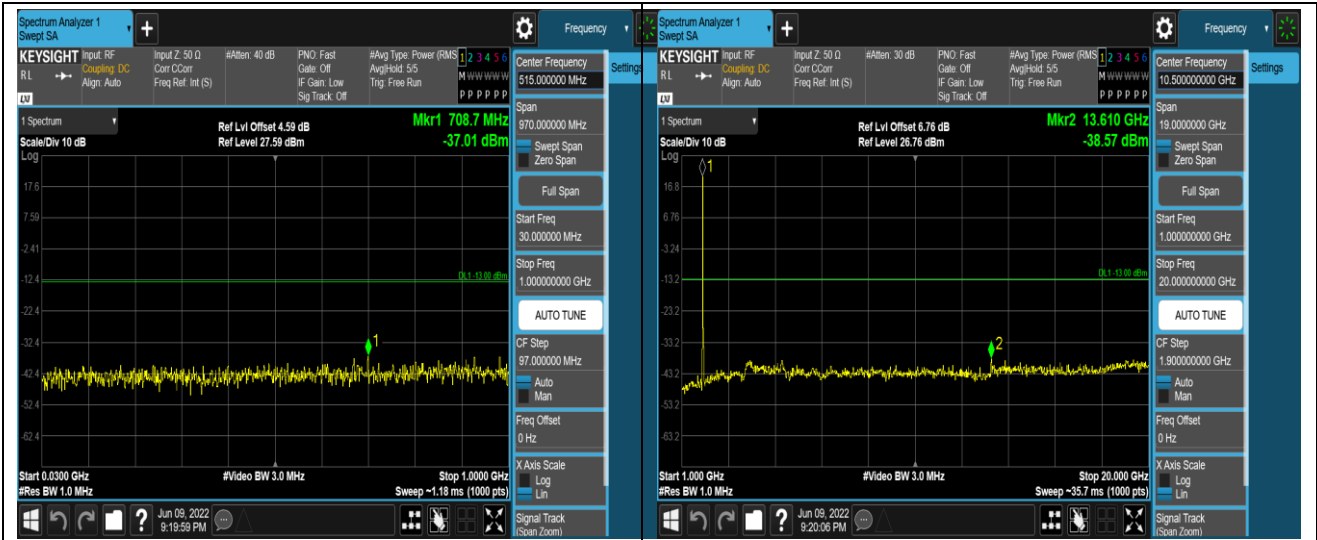 Spectrum Analyzer 1
Swept SA
+
Frequency
KEYSIGHT
RL
LXI
Input: RF
Coupling: DC
Align: Auto
Input Z: 50 Ω
Corr CCorr
Freq Ref: Int (S)
#Atten: 40 dB
PNO: Fast
Gate: Off
IF Gain: Low
Sig Track: Off
#Avg Type: Power (RMS
Avg|Hold: 5/5
Trig: Free Run
1 2 3 4 5 6
M W W W W W
P P P P P P
Center Frequency
515.000000 MHz
Settings
Span
970.000000 MHz
Swept Span
Zero Span
Full Span
Start Freq
30.000000 MHz
Stop Freq
1.000000000 GHz
AUTO TUNE
CF Step
97.000000 MHz
Auto
Man
Freq Offset
0 Hz
X Axis Scale
Log
Lin
Signal Track
(Span Zoom)
1 Spectrum
Scale/Div 10 dB
Log
Ref Lvl Offset 4.59 dB
Ref Level 27.59 dBm
Mkr1 708.7 MHz
-37.01 dBm
17.6
7.59
-2.41
DL1 -13.00 dBm
-12.4
-22.4
-32.4
1
-42.4
-52.4
-62.4
Start 0.0300 GHz
#Res BW 1.0 MHz
#Video BW 3.0 MHz
Stop 1.0000 GHz
Sweep ~1.18 ms (1000 pts)
?
Jun 09, 2022
9:19:59 PM
Spectrum Analyzer 1
Swept SA
+
Frequency
KEYSIGHT
RL
LXI
Input: RF
Coupling: DC
Align: Auto
Input Z: 50 Ω
Corr CCorr
Freq Ref: Int (S)
#Atten: 30 dB
PNO: Fast
Gate: Off
IF Gain: Low
Sig Track: Off
#Avg Type: Power (RMS
Avg|Hold: 5/5
Trig: Free Run
1 2 3 4 5 6
M W W W W W
P P P P P P
Center Frequency
10.500000000 GHz
Settings
Span
19.0000000 GHz
Swept Span
Zero Span
Full Span
Start Freq
1.000000000 GHz
Stop Freq
20.000000000 GHz
AUTO TUNE
CF Step
1.900000000 GHz
Auto
Man
Freq Offset
0 Hz
X Axis Scale
Log
Lin
Signal Track
(Span Zoom)
1 Spectrum
Scale/Div 10 dB
Log
Ref Lvl Offset 6.76 dB
Ref Level 26.76 dBm
Mkr2 13.610 GHz
-38.57 dBm
1
16.8
6.76
-3.24
DL1 -13.00 dBm
-13.2
-23.2
-33.2
2
-43.2
-53.2
-63.2
Start 1.000 GHz
#Res BW 1.0 MHz
#Video BW 3.0 MHz
Stop 20.000 GHz
Sweep ~35.7 ms (1000 pts)
?
Jun 09, 2022
9:20:06 PM